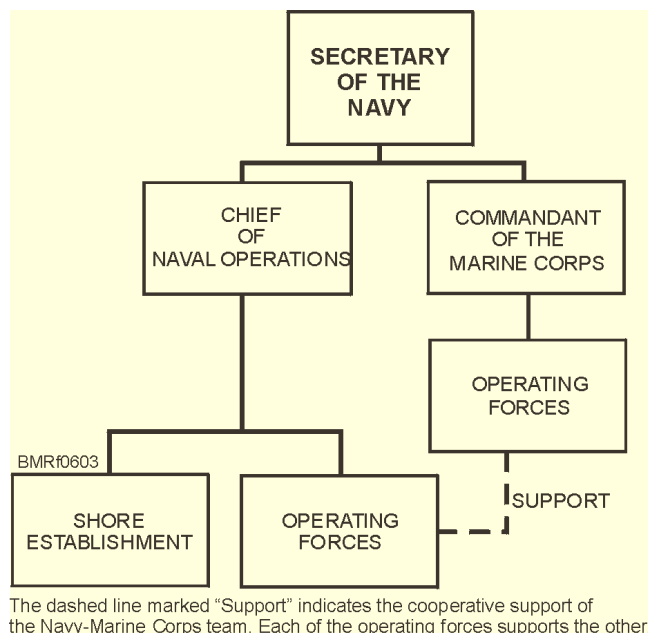 SECRETARY
OF THE
NAVY
CHIEF
OF
NAVAL OPERATIONS
COMMANDANT
OF THE
MARINE CORPS
OPERATING
FORCES
BMRf0603
SHORE
ESTABLISHMENT
OPERATING
FORCES
SUPPORT
The dashed line marked “Support” indicates the cooperative support of
the Navy-Marine Corps team. Each of the operating forces supports the other